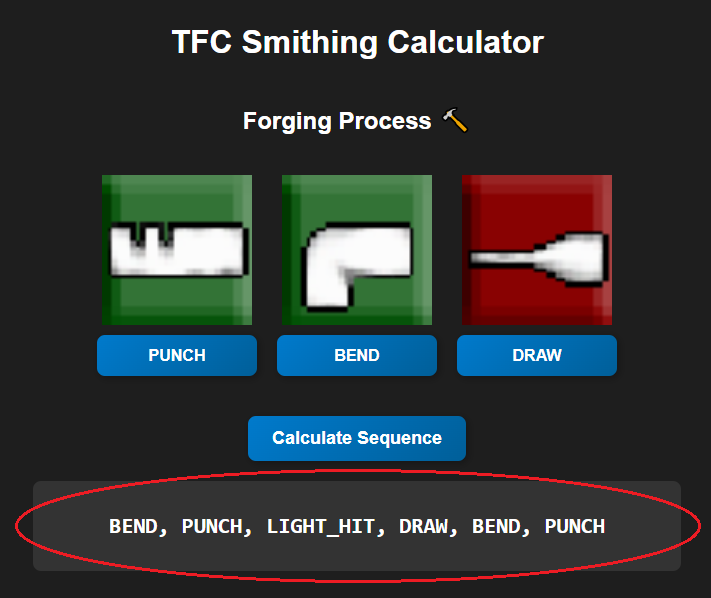 TFC Smithing Calculator
Forging Process
PUNCH BEND DRAW
Calculate Sequence
BEND, PUNCH, LIGHT_HIT, DRAW, BEND, PUNCH